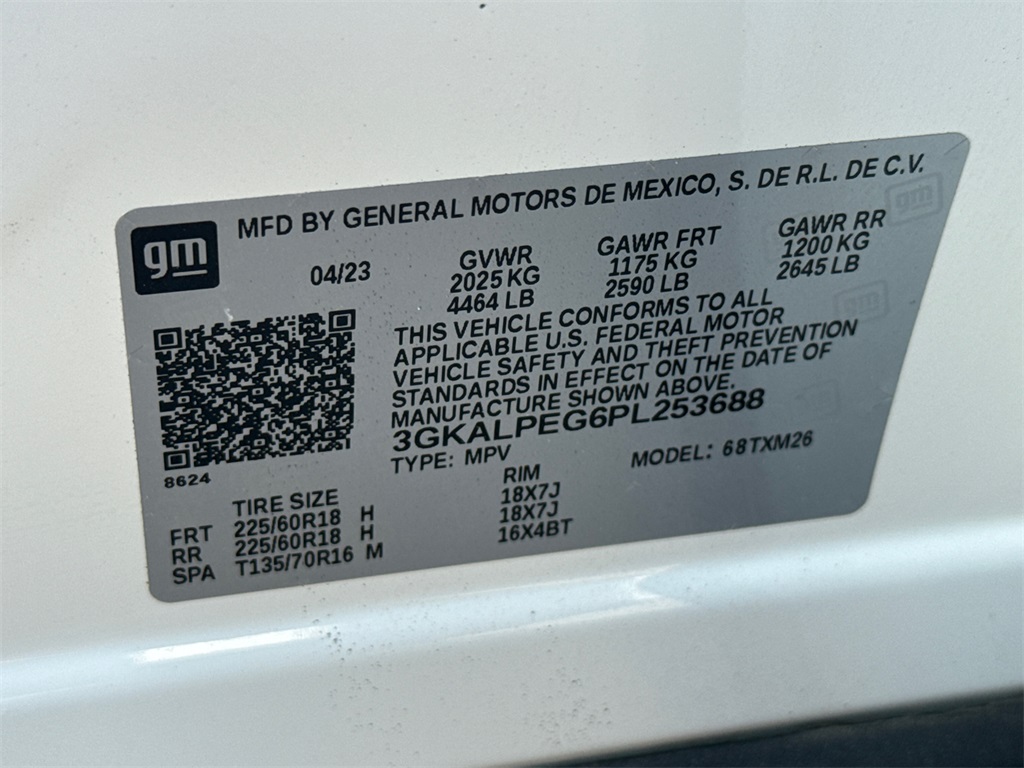 gm
MFD BY GENERAL MOTORS DE MEXICO, S. DE R.L. DE C.V.
04/23
GVWR
2025 KG
4464 LB
GAWR FRT
1175 KG
2590 LB
GAWR RR
1200 KG
2645 LB
THIS VEHICLE CONFORMS TO ALL
APPLICABLE U.S. FEDERAL MOTOR
VEHICLE SAFETY AND THEFT PREVENTION
STANDARDS IN EFFECT ON THE DATE OF
MANUFACTURE SHOWN ABOVE.
3GKALPEG6PL253688
TYPE: MPV MODEL: 68TXM26
8624
TIRE SIZE RIM
FRT 225/60R18 H 18X7J
RR 225/60R18 H 18X7J
SPA T135/70R16 M 16X4BT
gm
gm